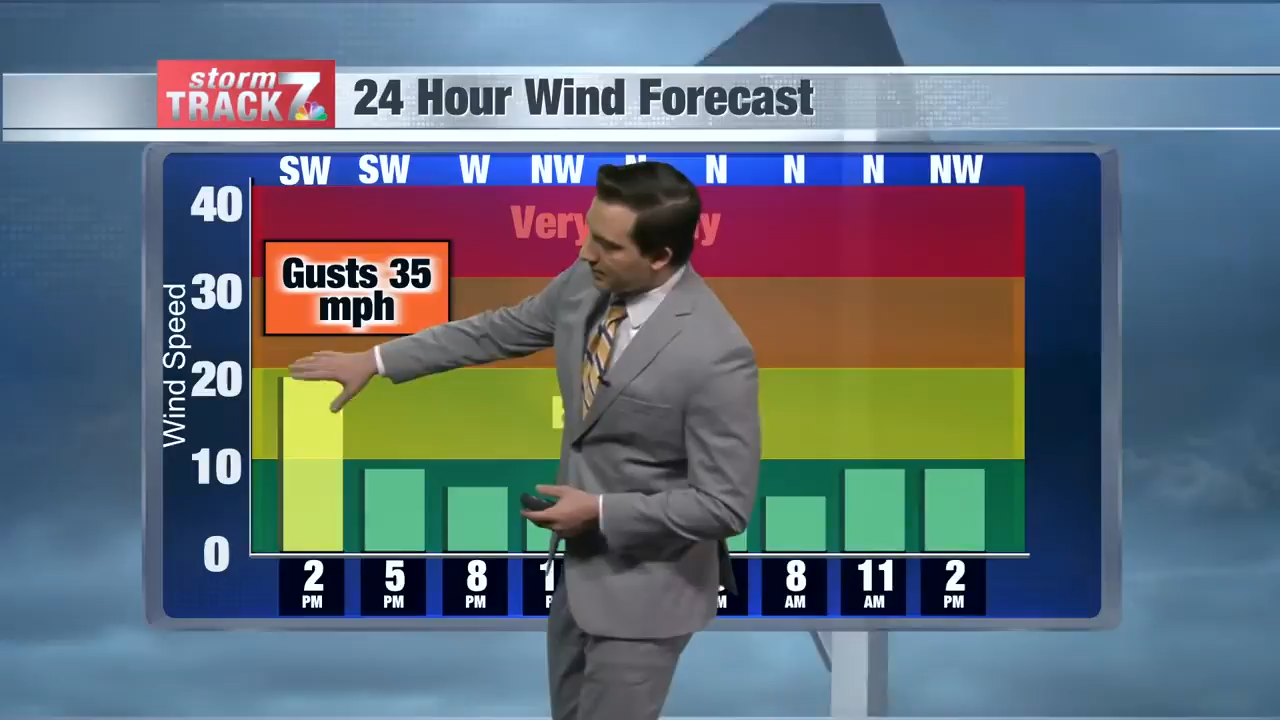 storm
TRACK 7
24 Hour Wind Forecast
SW SW W NW N N N N NW
40
30
20
10
0
Wind Speed
Very
Gusts 35
mph
2 5 8 8 11 2
PM PM PM AM AM PM